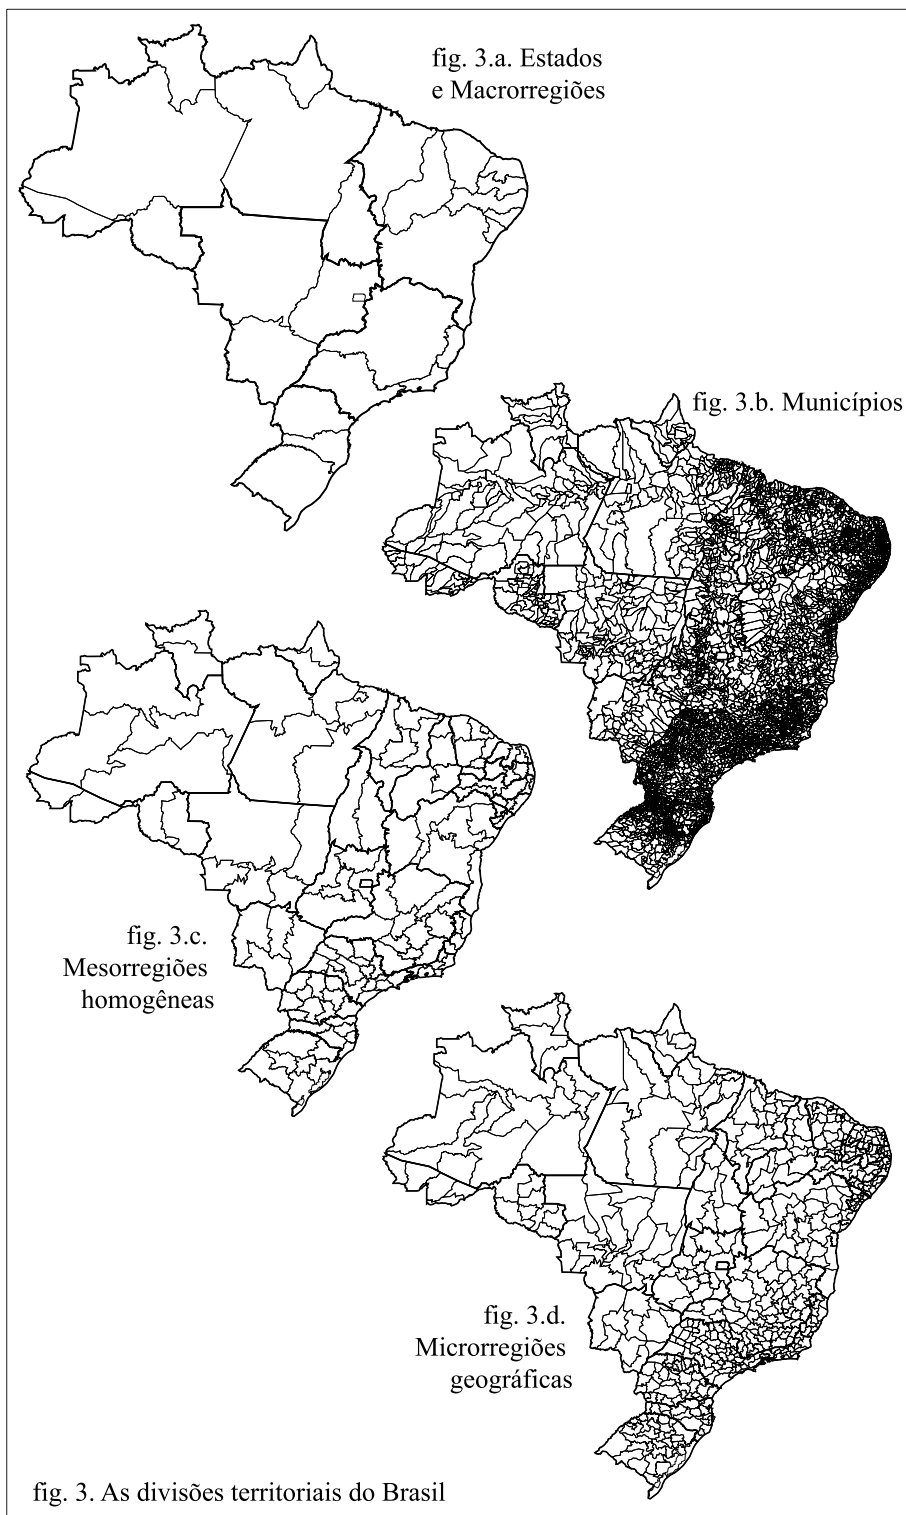 fig. 3.a. Estados
e Macrorregiões
fig. 3.b. Municípios
fig. 3.c.
Mesorregiões
homogêneas
fig. 3.d.
Microrregiões
geográficas
fig. 3. As divisões territoriais do Brasil